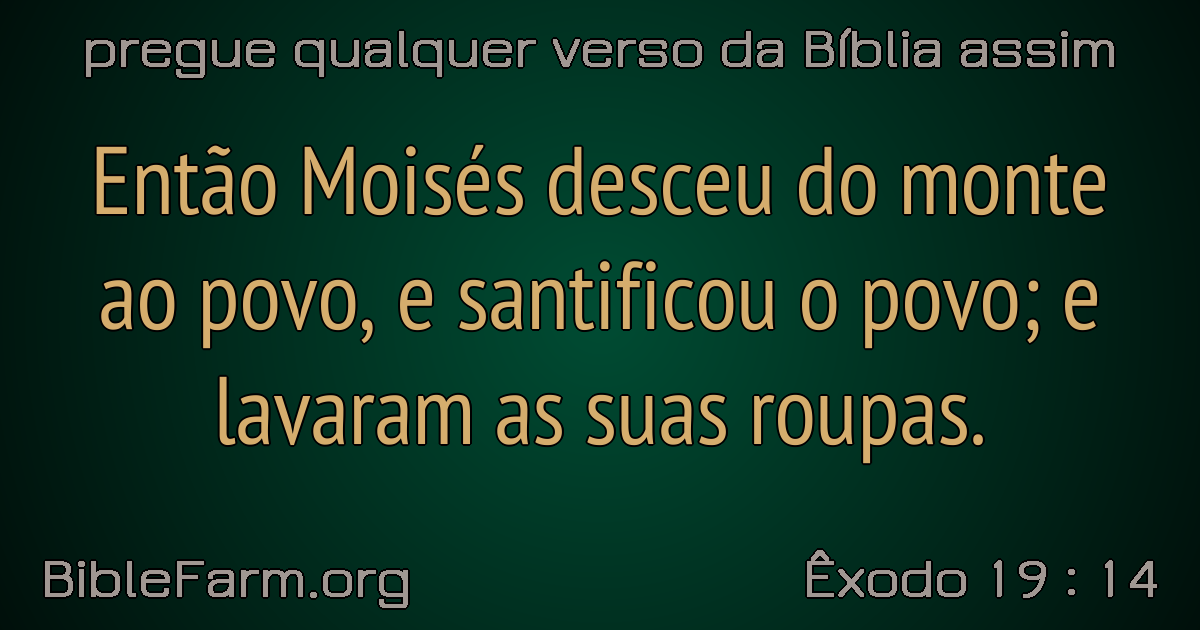 pregue qualquer verso da Bíblia assim
Então Moisés desceu do monte
ao povo, e santificou o povo; e
lavaram as suas roupas.
BibleFarm.org
Êxodo 19 : 14